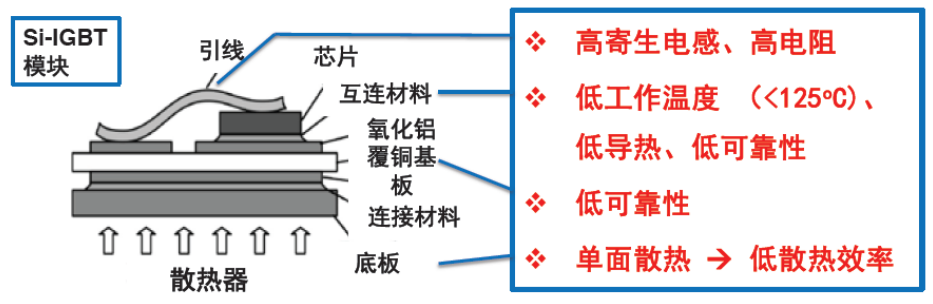 Si-IGBT
模块
引线
芯片
互连材料
氧化铝
覆铜基
板
连接材料
底板
散热器
❖ 高寄生电感、高电阻
❖ 低工作温度 （<125℃）、
低导热、低可靠性
❖ 低可靠性
❖ 单面散热 → 低散热效率